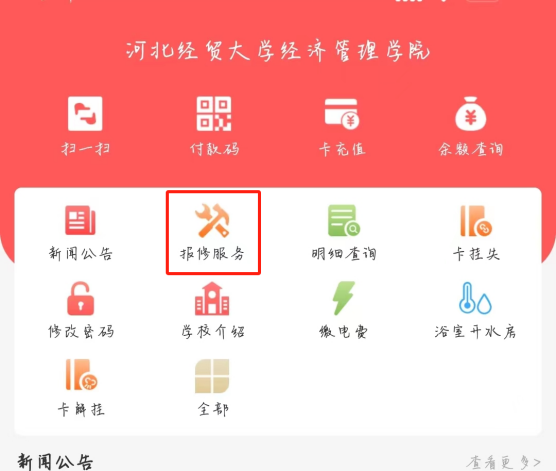 河北经贸大学经济管理学院
扫一扫 付款码 卡充值 余额查询
新闻公告 报修服务 明细查询 卡挂失
修改密码 学校介绍 缴电费 浴室开水房
卡解挂 全部
新闻公告 查看更多>